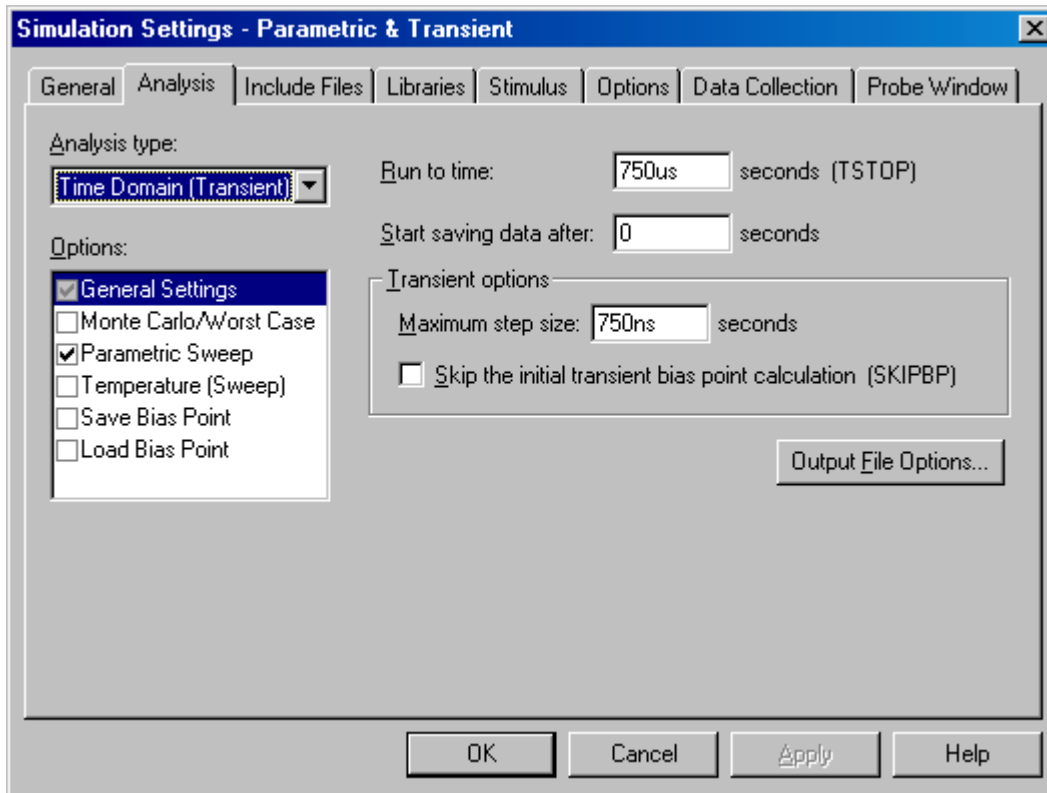 Simulation Settings - Parametric & Transient
General Analysis Include Files Libraries Stimulus Options Data Collection Probe Window
Analysis type:
Time Domain (Transient)
Options:
General Settings
Monte Carlo/Worst Case
Parametric Sweep
Temperature (Sweep)
Save Bias Point
Load Bias Point
Run to time: 750us seconds (TSTOP)
Start saving data after: 0 seconds
Transient options
Maximum step size: 750ns seconds
Skip the initial transient bias point calculation (SKIPBP)
Output File Options...
OK Cancel Apply Help